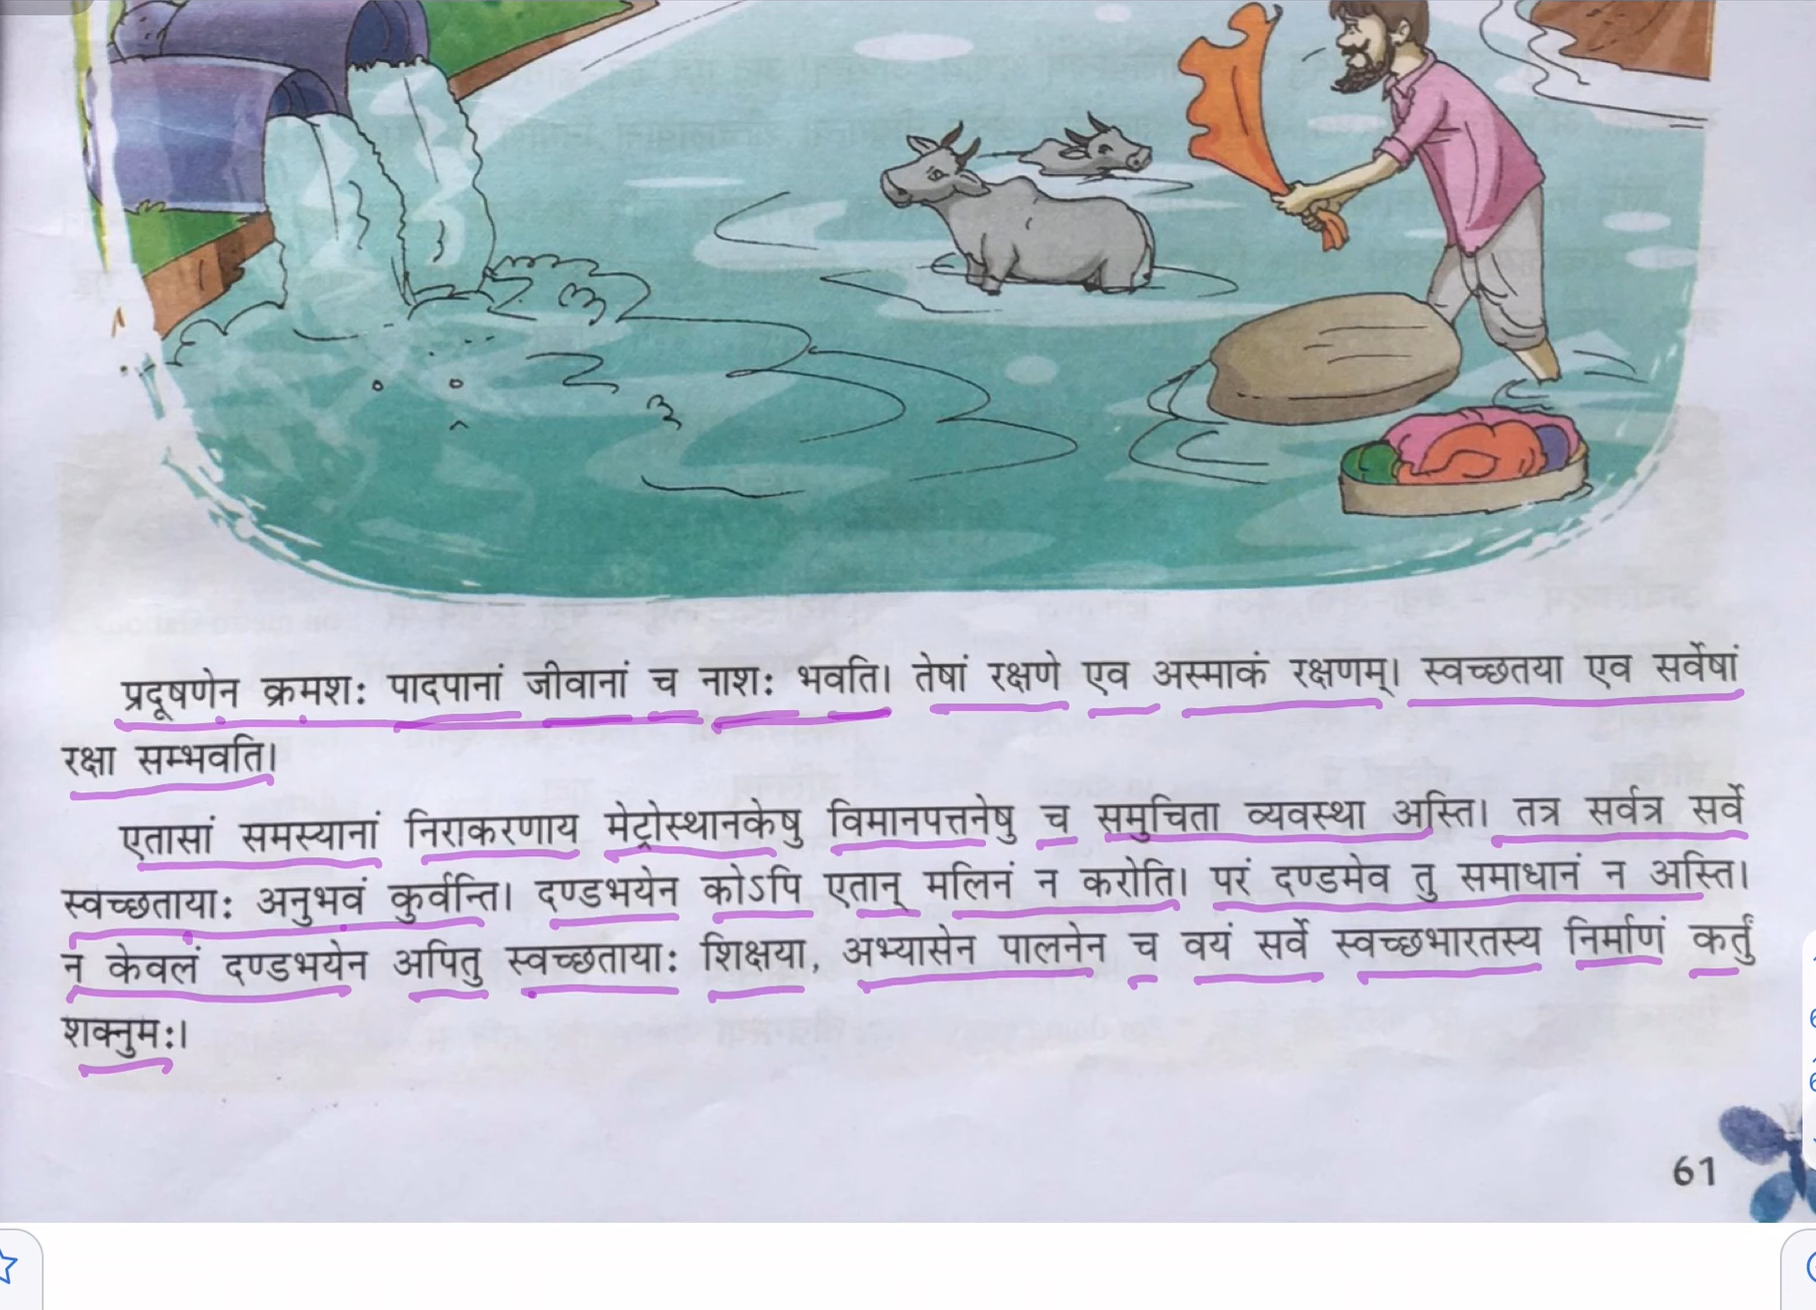 प्रदूषणेन क्रमशः पादपानां जीवानां च नाशः भवति। तेषां रक्षणे एव अस्माकं रक्षणम्। स्वच्छतया एव सर्वेषां
रक्षा सम्भवति।
एतासां समस्यानां निराकरणाय मेट्रोस्थानकेषु विमानपत्तनेषु च समुचिता व्यवस्था अस्ति। तत्र सर्वत्र सर्वे
स्वच्छतायाः अनुभवं कुर्वन्ति। दण्डभयेन कोऽपि एतान् मलिनं न करोति। परं दण्डमेव तु समाधानं न अस्ति।
न केवलं दण्डभयेन अपितु स्वच्छतायाः शिक्षया, अभ्यासेन पालनेन च वयं सर्वे स्वच्छभारतस्य निर्माणं कर्तुं
शक्नुमः।
61